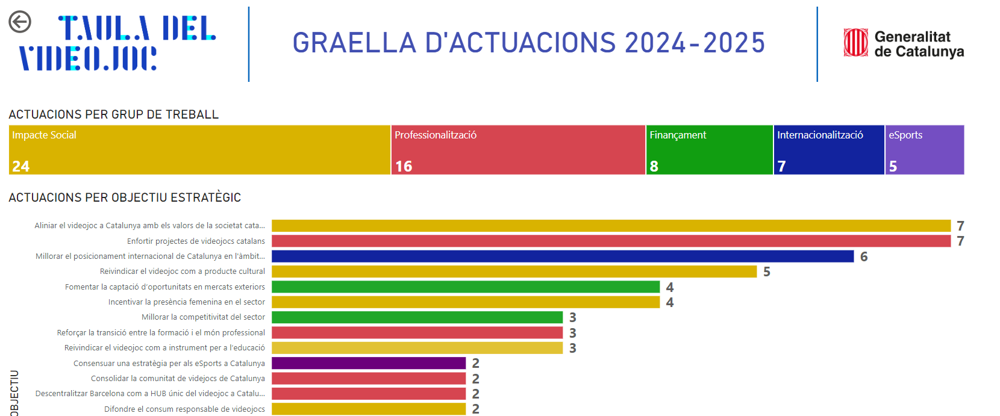 TAULA DEL
VIDEOJOC
GRAELLA D'ACTUACIONS 2024-2025
Generalitat
de Catalunya
ACTUACIONS PER GRUP DE TREBALL
Impacte Social
24
Professionalització
16
Finançament
8
Internacionalització
7
eSports
5
ACTUACIONS PER OBJECTIU ESTRATÈGIC
OBJECTIU
Aliniar el videojoc a Catalunya amb els valors de la societat cata... 7
Enfortir projectes de videojocs catalans 7
Millorar el posicionament internacional de Catalunya en l'àmbit... 6
Reivindicar el videojoc com a producte cultural 5
Fomentar la captació d’oportunitats en mercats exteriors 4
Incentivar la presència femenina en el sector 4
Millorar la competitivitat del sector 3
Reforçar la transició entre la formació i el món professional 3
Reivindicar el videojoc com a instrument per a l’educació 3
Consensuar una estratègia per als eSports a Catalunya 2
Consolidar la comunitat de videjocs de Catalunya 2
Descentralitzar Barcelona com a HUB únic del videojoc a Catalu... 2
Difondre el consum responsable de videojocs 2